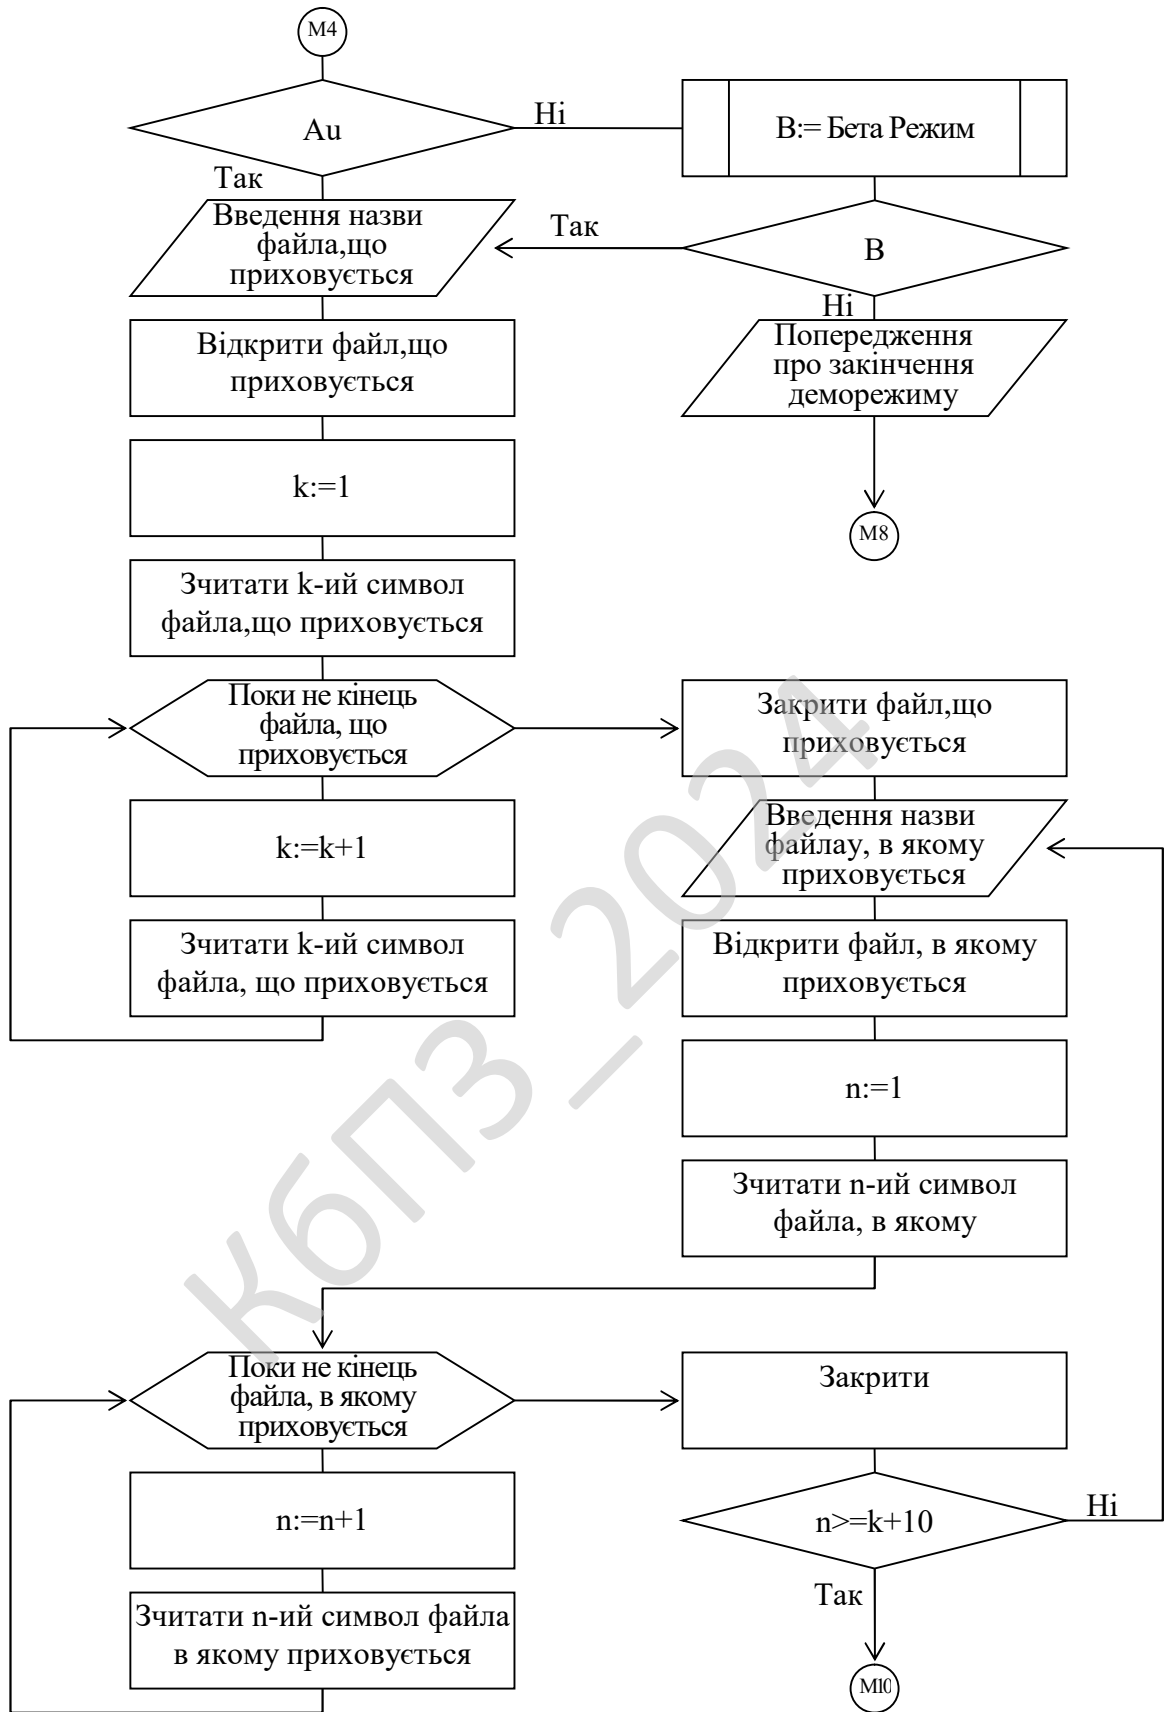 M4
Au
Ні
B:= Бета Режим
Так
Введення назви
файла,що
приховується
Так
B
Ні
Відкрити файл,що
приховується
Попередження
про закінчення
деморежиму
k:=1
M8
Зчитати k-ий символ
файла,що приховується
Поки не кінець
файла, що
приховується
Закрити файл,що
приховується
k:=k+1
Введення назви
файлау, в якому
приховується
Зчитати k-ий символ
файла, що приховується
Відкрити файл, в якому
приховується
n:=1
Зчитати n-ий символ
файла, в якому
Поки не кінець
файла, в якому
приховується
Закрити
n:=n+1
n>=k+10
Ні
Так
Зчитати n-ий символ файла
в якому приховується
M10
КбПЗ_2024